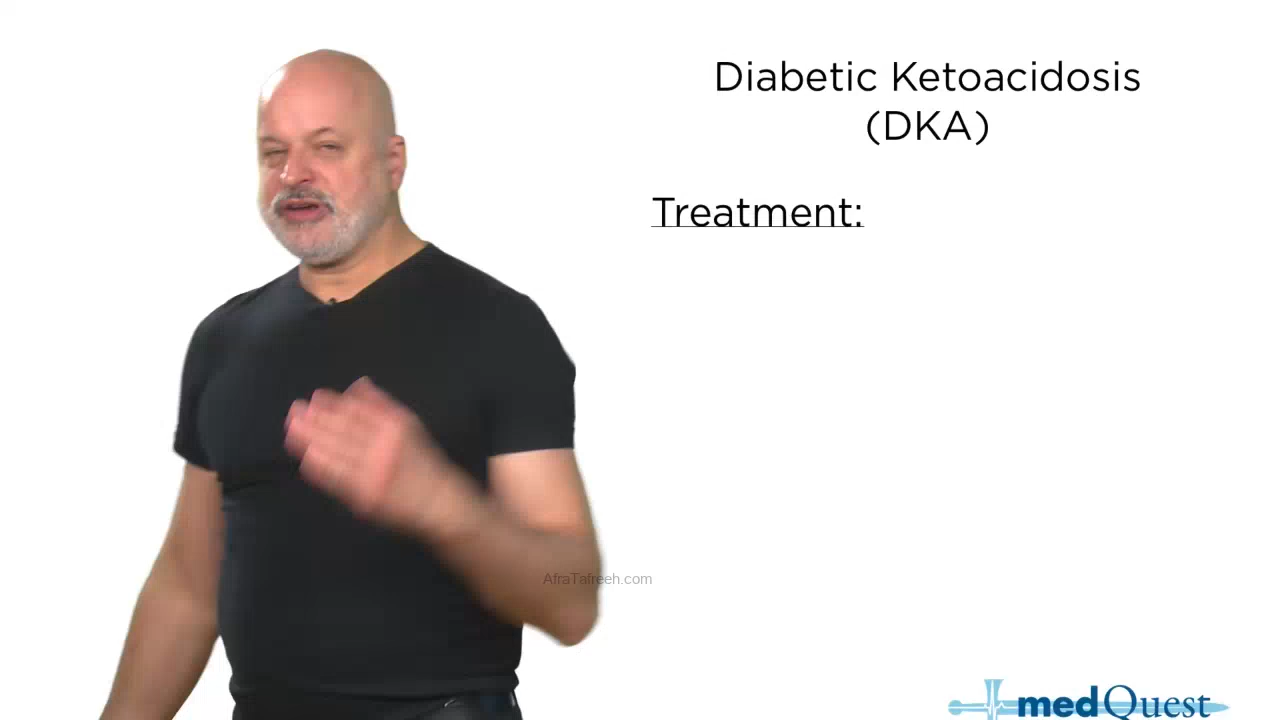 Diabetic Ketoacidosis
(DKA)
Treatment:
AfraTafreeh.com
medQuest